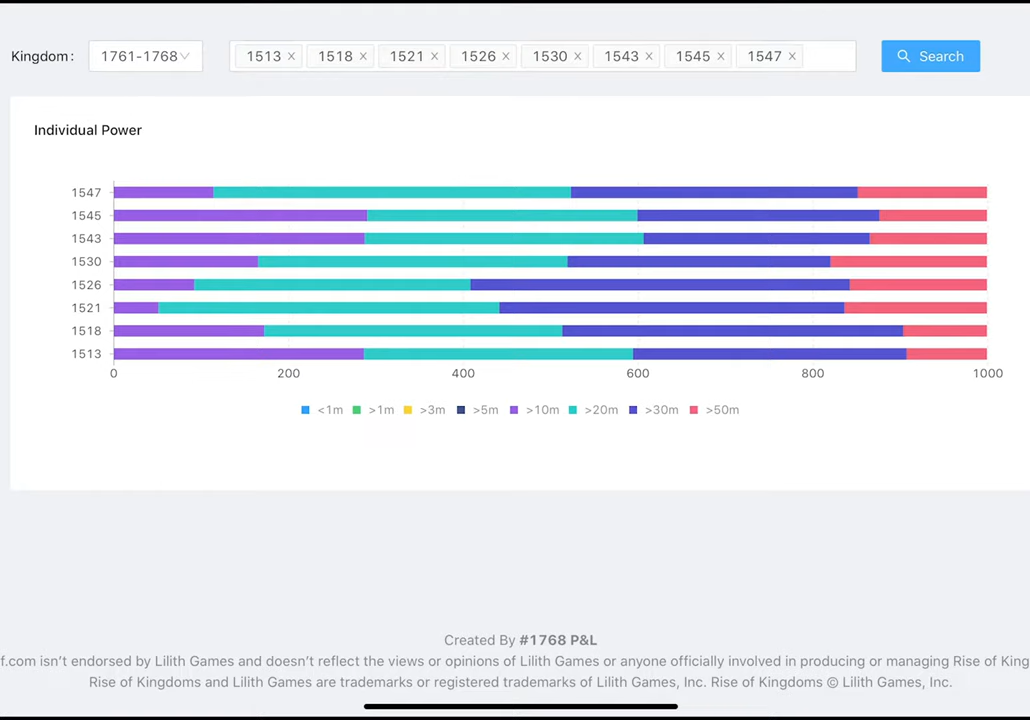 Kingdom: 1761-1768 1513 × 1518 × 1521 × 1526 × 1530 × 1543 × 1545 × 1547 × Search
Individual Power
1547
1545
1543
1530
1526
1521
1518
1513
0 200 400 600 800 1000
<1m >1m >3m >5m >10m >20m >30m >50m
Created By #1768 P&L
f.com isn't endorsed by Lilith Games and doesn't reflect the views or opinions of Lilith Games or anyone officially involved in producing or managing Rise of King
Rise of Kingdoms and Lilith Games are trademarks or registered trademarks of Lilith Games, Inc. Rise of Kingdoms © Lilith Games, Inc.